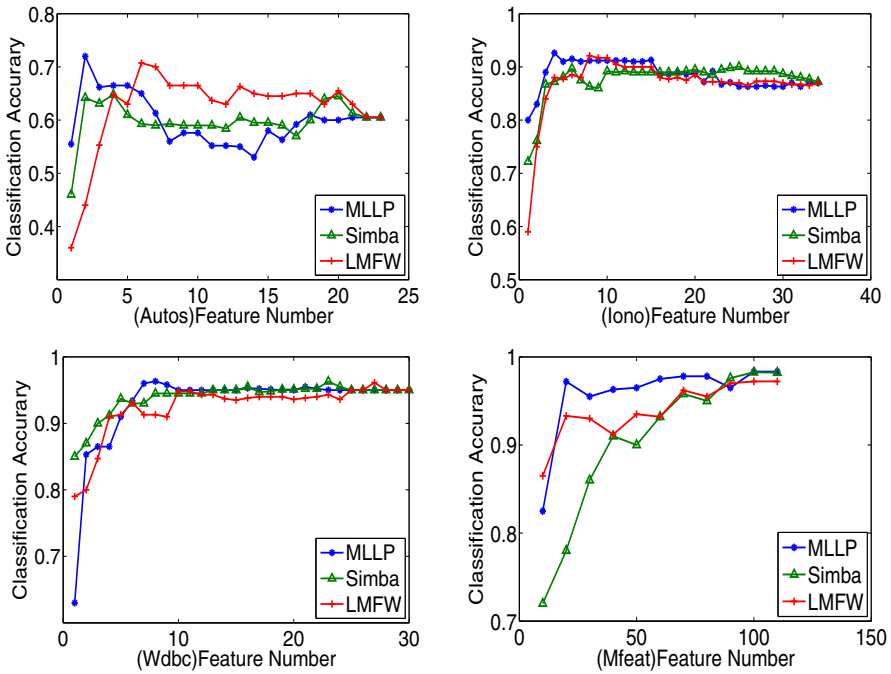 0.8
0.7
0.6
0.5
0.4
Classification Accurary
0 5 10 15 20 25
(Autos)Feature Number
MLLP
Simba
LMFW
1
0.9
0.8
0.7
0.6
0.5
Classification Accurary
0 10 20 30 40
(Iono)Feature Number
MLLP
Simba
LMFW
1
0.9
0.8
0.7
Classification Accurary
0 10 20 30
(Wdbc)Feature Number
MLLP
Simba
LMFW
1
0.9
0.8
0.7
Classification Accurary
0 50 100 150
(Mfeat)Feature Number
MLLP
Simba
LMFW